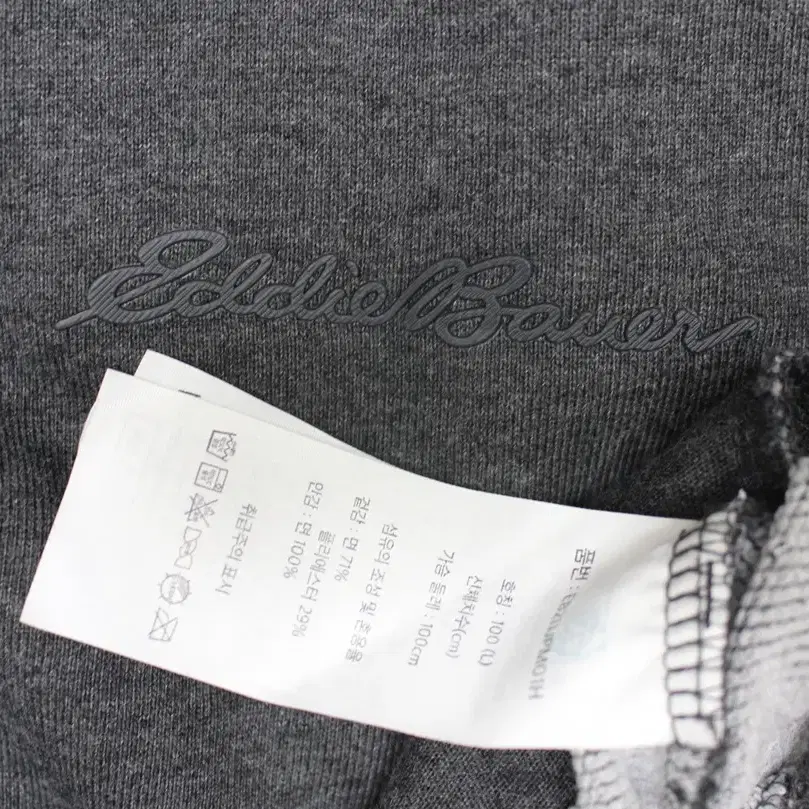 Eddie Bauer
품번 :
호칭 : 100 (L)
신체치수(cm)
가슴 둘레 : 100cm
섬유의 조성 및 혼용율
겉감 : 면 71%
폴리에스터 29%
안감 : 면 100%
취급주의 표시